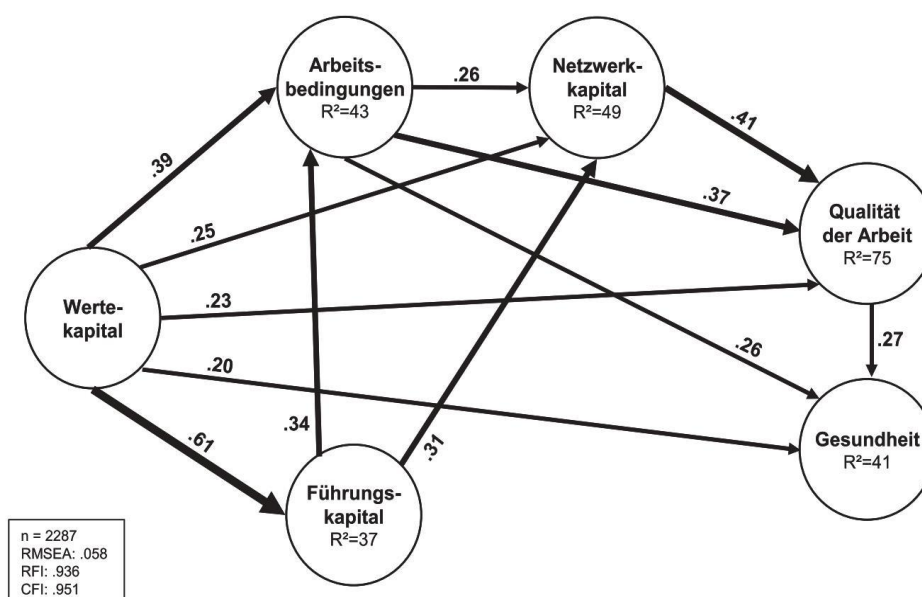 Arbeits-
bedingungen
R²=43
.26
Netzwerk-
kapital
R²=49
.41
.39
.37
.25
Qualität
der Arbeit
R²=75
Werte-
kapital
.23
.26
.27
.20
.61
.34
.31
Gesundheit
R²=41
Führungs-
kapital
R²=37
n = 2287
RMSEA: .058
RFI: .936
CFI: .951